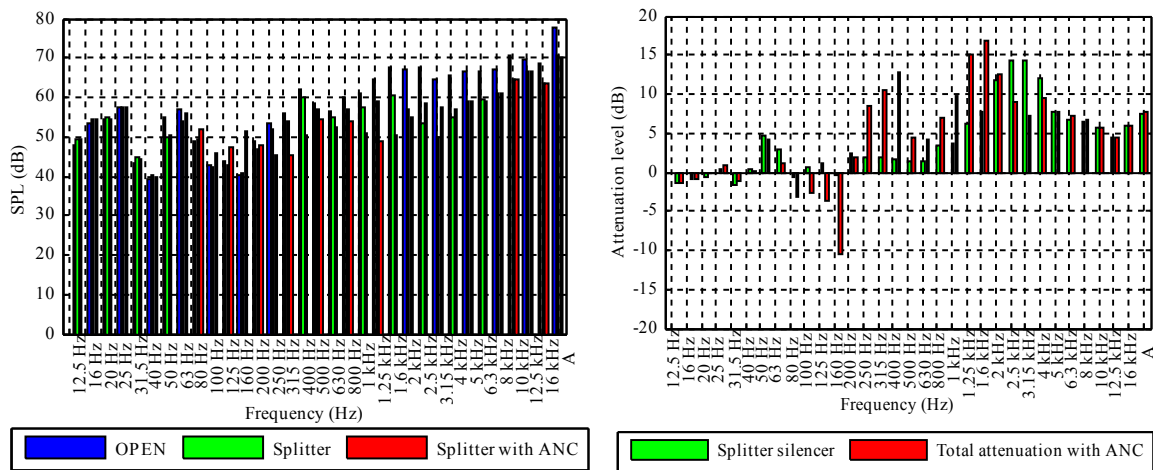 80
70
60
50
40
30
20
10
0
SPL (dB)
12.5 Hz
16 Hz
20 Hz
25 Hz
31.5 Hz
40 Hz
50 Hz
63 Hz
80 Hz
100 Hz
125 Hz
160 Hz
200 Hz
250 Hz
315 Hz
400 Hz
500 Hz
630 Hz
800 Hz
1 kHz
1.25 kHz
1.6 kHz
2 kHz
2.5 kHz
3.15 kHz
4 kHz
5 kHz
6.3 kHz
8 kHz
10 kHz
12.5 kHz
16 kHz
A
Frequency (Hz)
OPEN
Splitter
Splitter with ANC
20
15
10
5
0
-5
-10
-15
-20
Attenuation level (dB)
12.5 Hz
16 Hz
20 Hz
25 Hz
31.5 Hz
40 Hz
50 Hz
63 Hz
80 Hz
100 Hz
125 Hz
160 Hz
200 Hz
250 Hz
315 Hz
400 Hz
500 Hz
630 Hz
800 Hz
1 kHz
1.25 kHz
1.6 kHz
2 kHz
2.5 kHz
3.15 kHz
4 kHz
5 kHz
6.3 kHz
8 kHz
10 kHz
12.5 kHz
16 kHz
A
Frequency (Hz)
Splitter silencer
Total attenuation with ANC